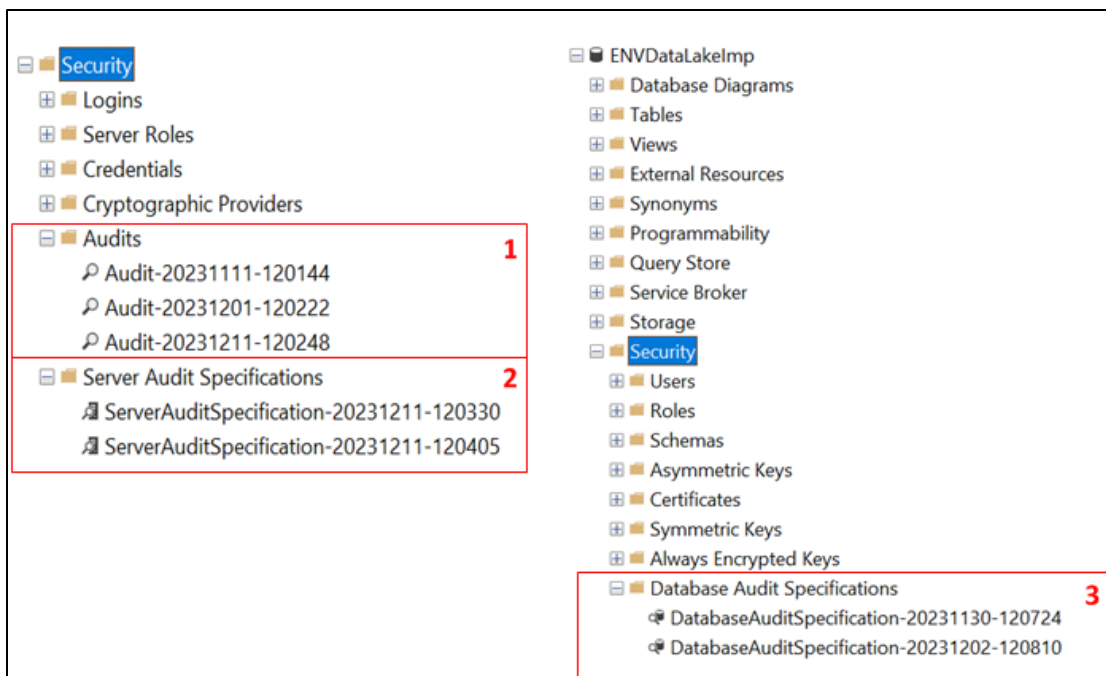 Security
Logins
Server Roles
Credentials
Cryptographic Providers
Audits
1
Audit-20231111-120144
Audit-20231201-120222
Audit-20231211-120248
Server Audit Specifications
2
ServerAuditSpecification-20231211-120330
ServerAuditSpecification-20231211-120405
ENVDataLakeImp
Database Diagrams
Tables
Views
External Resources
Synonyms
Programmability
Query Store
Service Broker
Storage
Security
Users
Roles
Schemas
Asymmetric Keys
Certificates
Symmetric Keys
Always Encrypted Keys
Database Audit Specifications
3
DatabaseAuditSpecification-20231130-120724
DatabaseAuditSpecification-20231202-120810